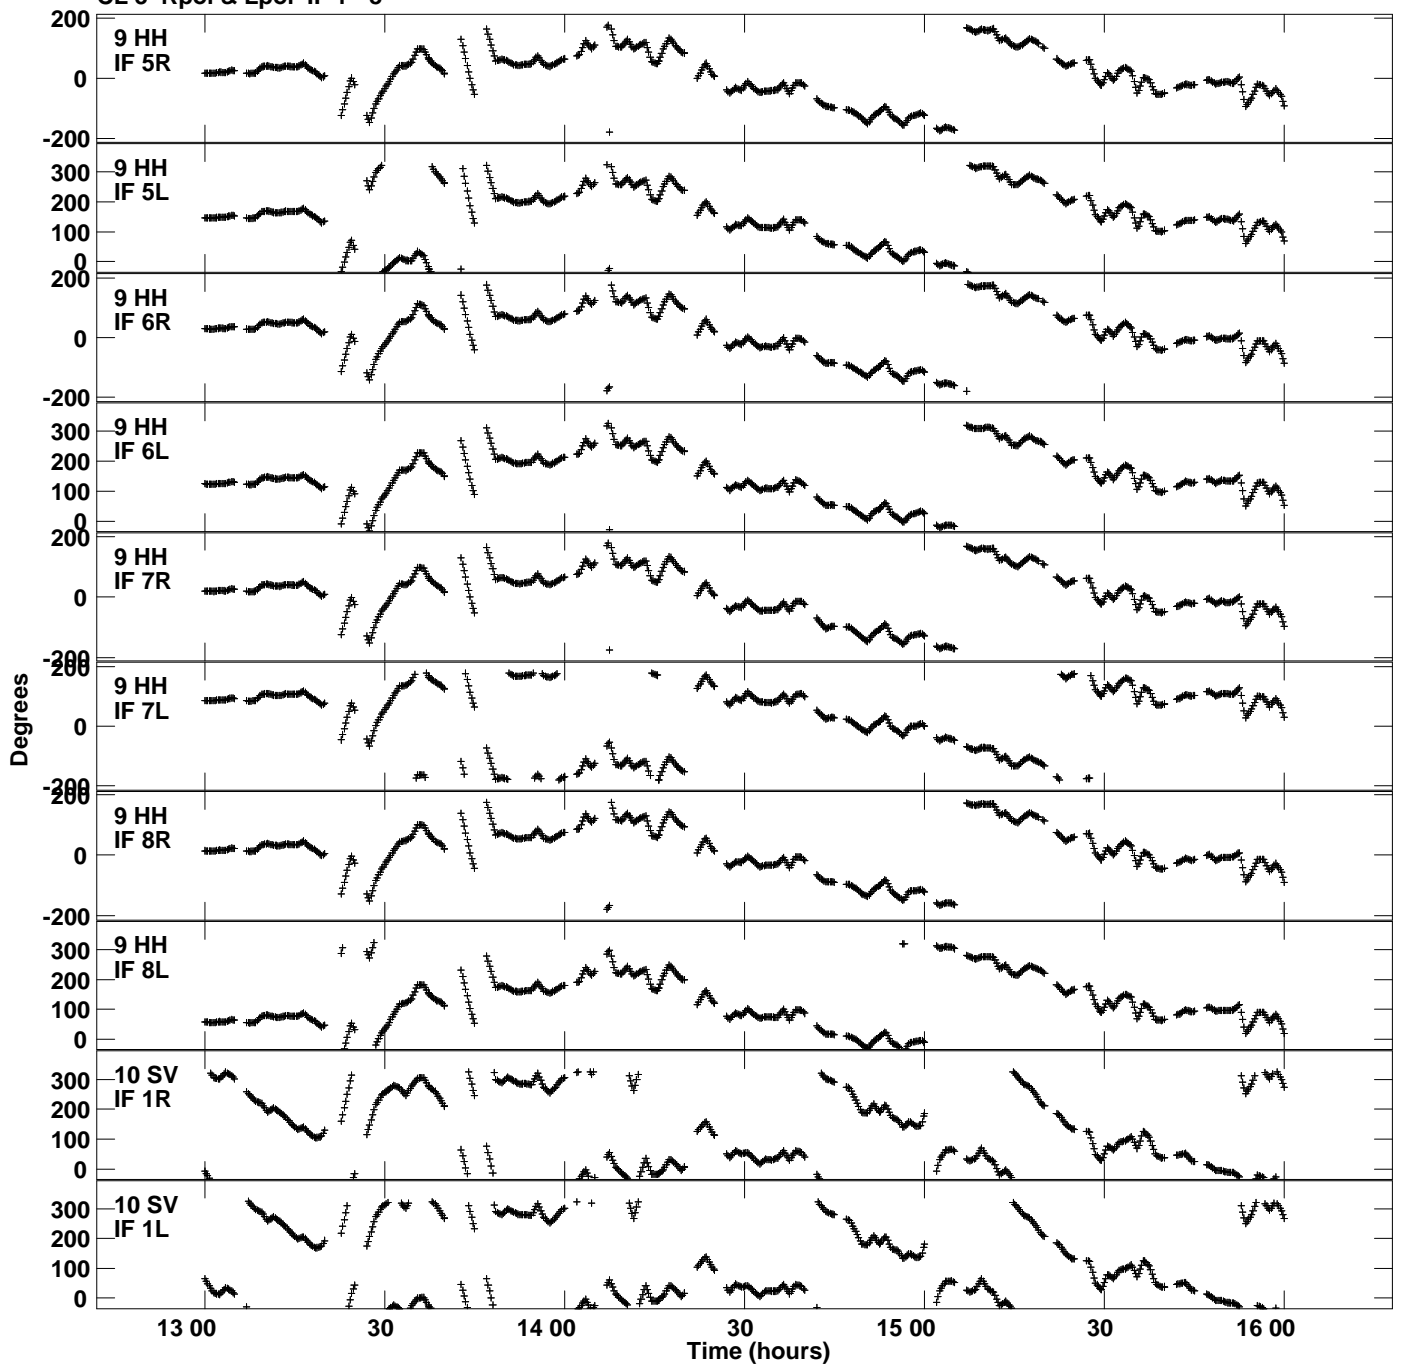 200
9 HH
IF 5R
0
-200
9 HH
IF 5L
300
200
100
0
200
9 HH
IF 6R
0
-200
9 HH
IF 6L
300
200
100
0
200
9 HH
IF 7R
0
-200
200
9 HH
IF 7L
0
-200
200
9 HH
IF 8R
0
-200
9 HH
IF 8L
300
200
100
0
10 SV
IF 1R
300
200
100
0
10 SV
IF 1L
300
200
100
0
Degrees
13 00 30 14 00 30 15 00 30 16 00
Time (hours)